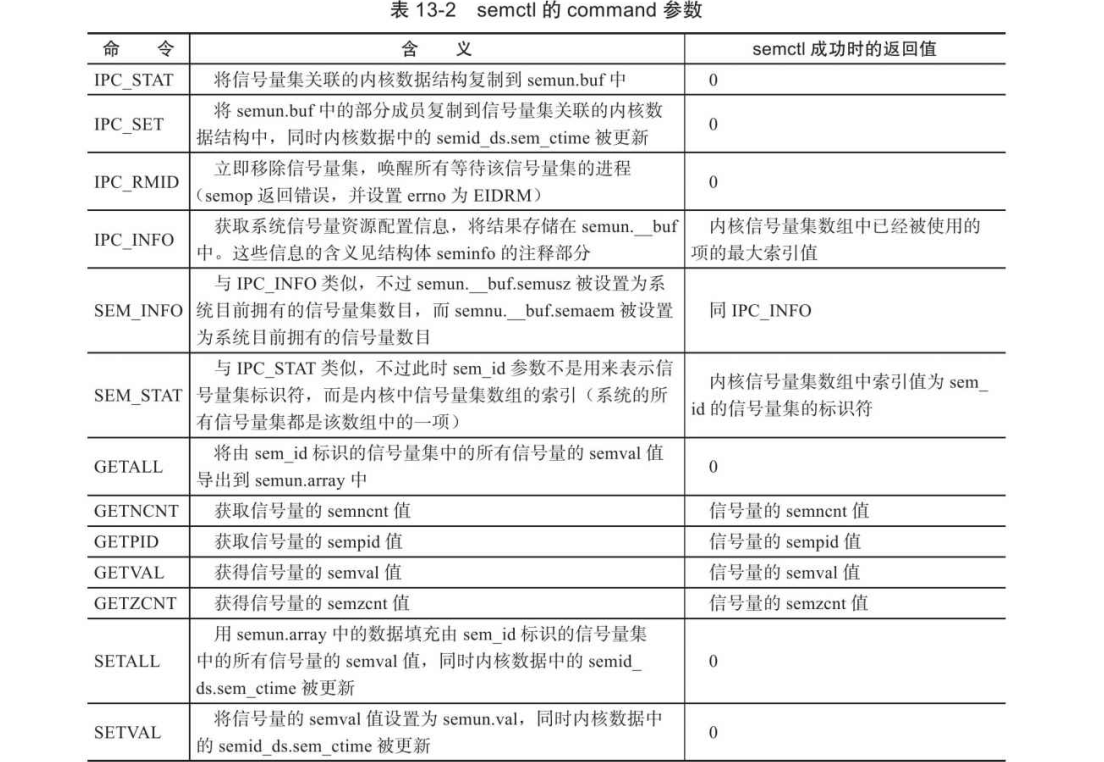 表 13-2 semctl 的 command 参数
命 令 含 义 semctl 成功时的返回值
IPC_STAT 将信号量集关联的内核数据结构复制到 semun.buf 中 0
将 semun.buf 中的部分成员复制到信号量集关联的内核数
IPC_SET 据结构中，同时内核数据中的 semid_ds.sem_ctime 被更新 0
立即移除信号量集，唤醒所有等待该信号量集的进程
IPC_RMID （semop 返回错误，并设置 errno 为 EIDRM） 0
获取系统信号量资源配置信息，将结果存储在 semun.__buf 内核信号量集数组中已经被使用的
IPC_INFO 中。这些信息的含义见结构体 seminfo 的注释部分 项的最大索引值
与 IPC_INFO 类似，不过 semun.__buf.semusz 被设置为系
SEM_INFO 统目前拥有的信号量集数目，而 semnu.__buf.semaem 被设置 同 IPC_INFO
为系统目前拥有的信号量数目
与 IPC_STAT 类似，不过此时 sem_id 参数不是用来表示信
SEM_STAT 号量集标识符，而是内核中信号量集数组的索引（系统的所 内核信号量集数组中索引值为 sem_
有信号量集都是该数组中的一项） id 的信号量集的标识符
将由 sem_id 标识的信号量集中的所有信号量的 semval 值
GETALL 导出到 semun.array 中 0
GETNCNT 获取信号量的 semncnt 值 信号量的 semncnt 值
GETPID 获取信号量的 sempid 值 信号量的 sempid 值
GETVAL 获得信号量的 semval 值 信号量的 semval 值
GETZCNT 获得信号量的 semzcnt 值 信号量的 semzcnt 值
用 semun.array 中的数据填充由 sem_id 标识的信号量集
SETALL 中的所有信号量的 semval 值，同时内核数据中的 semid_ 0
ds.sem_ctime 被更新
将信号量的 semval 值设置为 semun.val，同时内核数据中
SETVAL 的 semid_ds.sem_ctime 被更新 0